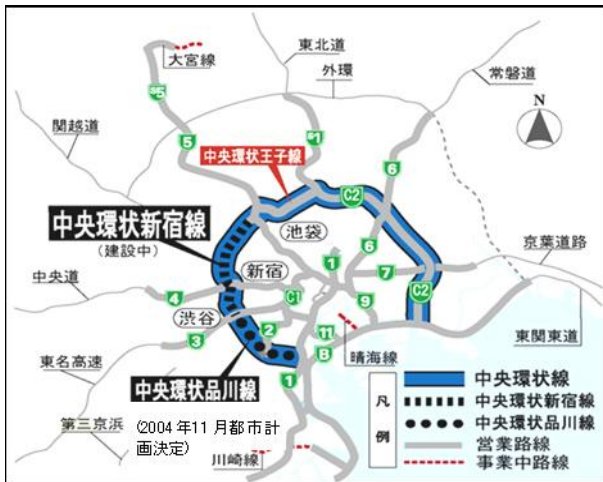 東北道
大宮線
外環
常磐道
S5
N
関越道
5
S1
6
中央環状王子線
C2
中央環状新宿線
(建設中)
池袋
6
京葉道路
新宿
1
7
中央道
4
C1
9
C2
渋谷
2
11
東関東道
3
B
晴海線
東名高速
1
中央環状品川線
凡例
中央環状線
中央環状新宿線
中央環状品川線
営業路線
事業中路線
第三京浜
(2004年11月都市計
画決定)
川崎線